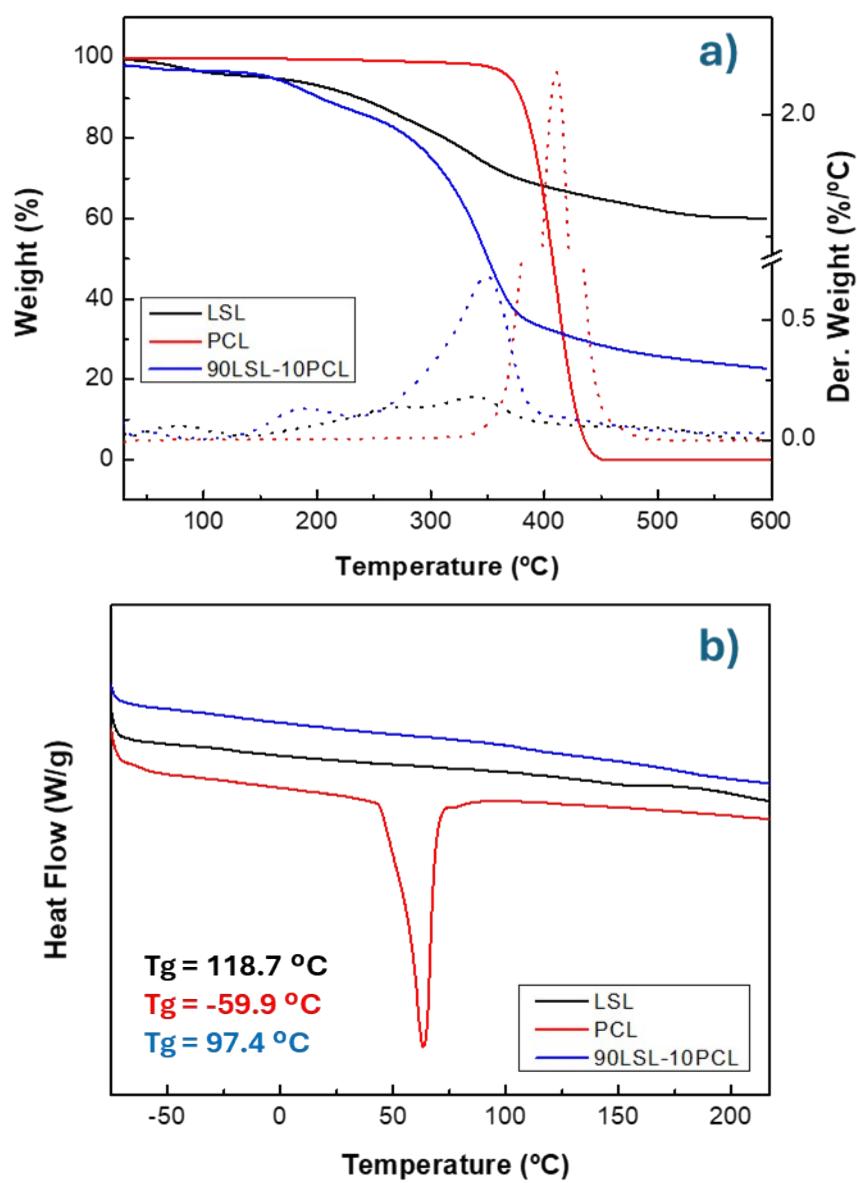 a)
Weight (%)
100
80
60
40
20
0
LSL
PCL
90LSL-10PCL
2.0
0.5
0.0
Der. Weight (%/ºC)
100
200
300
400
500
600
Temperature (ºC)
b)
Heat Flow (W/g)
Tg = 118.7 ºC
Tg = -59.9 ºC
Tg = 97.4 ºC
LSL
PCL
90LSL-10PCL
-50
0
50
100
150
200
Temperature (ºC)